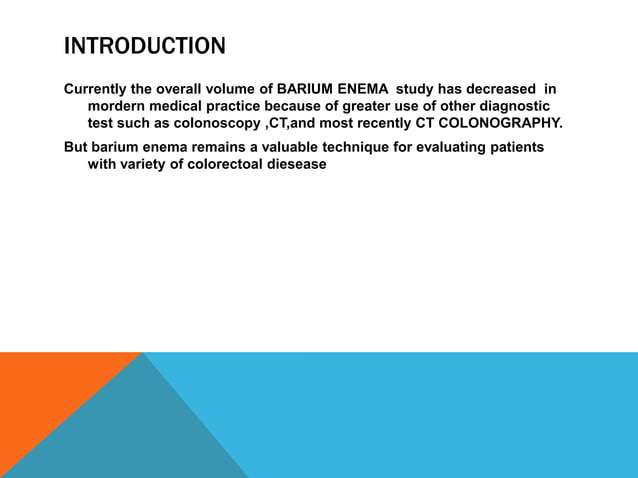 INTRODUCTION
Currently the overall volume of BARIUM ENEMA study has decreased in
mordern medical practice because of greater use of other diagnostic
test such as colonoscopy ,CT,and most recently CT COLONOGRAPHY.
But barium enema remains a valuable technique for evaluating patients
with variety of colorectoal diesease